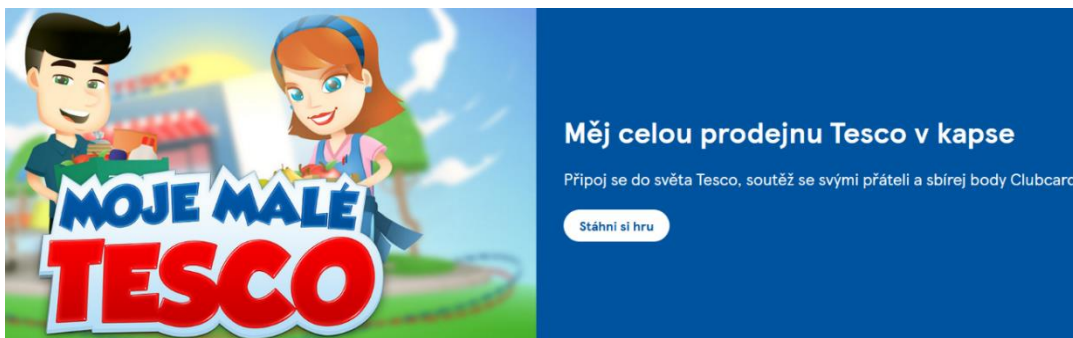 TESCO
MOJE MALÉ
TESCO
Měj celou prodejnu Tesco v kapse
Připoj se do světa Tesco, soutěž se svými přáteli a sbírej body Clubcard
Stáhni si hru